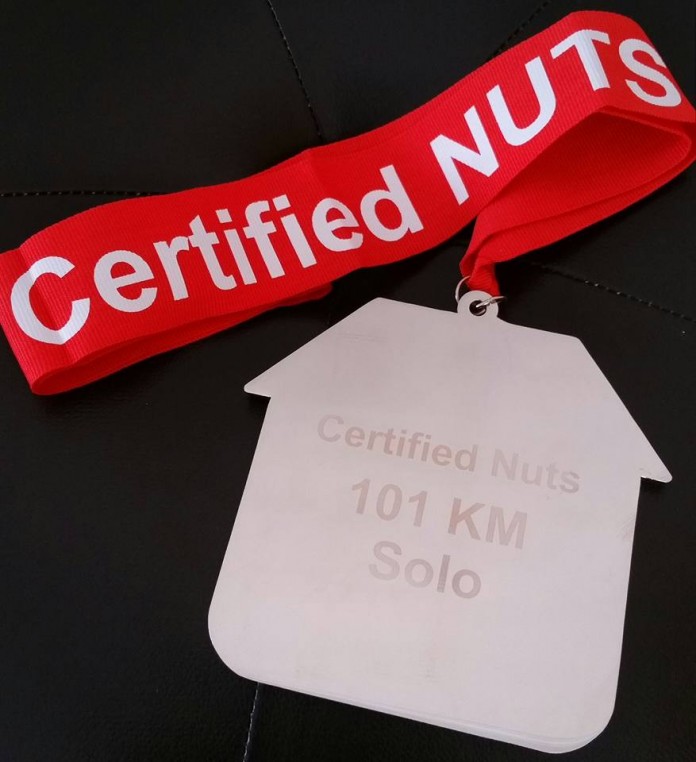 Certified NUTS
Certified Nuts
101 KM
Solo